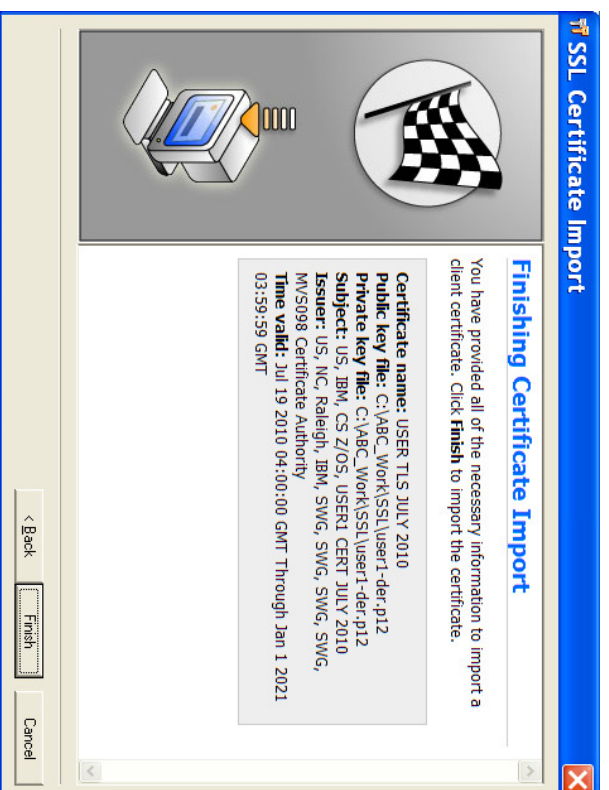 SSL Certificate Import
Finishing Certificate Import
You have provided all of the necessary information to import a
client certificate. Click Finish to import the certificate.
Certificate name: USER TLS JULY 2010
Public key file: C:\ABC_Work\SSL\user1-der.p12
Private key file: C:\ABC_Work\SSL\user1-der.p12
Subject: US, IBM, CS Z/OS, USER1 CERT JULY 2010
Issuer: US, NC, Raleigh, IBM, SWG, SWG, SWG, SWG,
MVS098 Certificate Authority
Time valid: Jul 19 2010 04:00:00 GMT Through Jan 1 2021
03:59:59 GMT
< Back
Finish
Cancel